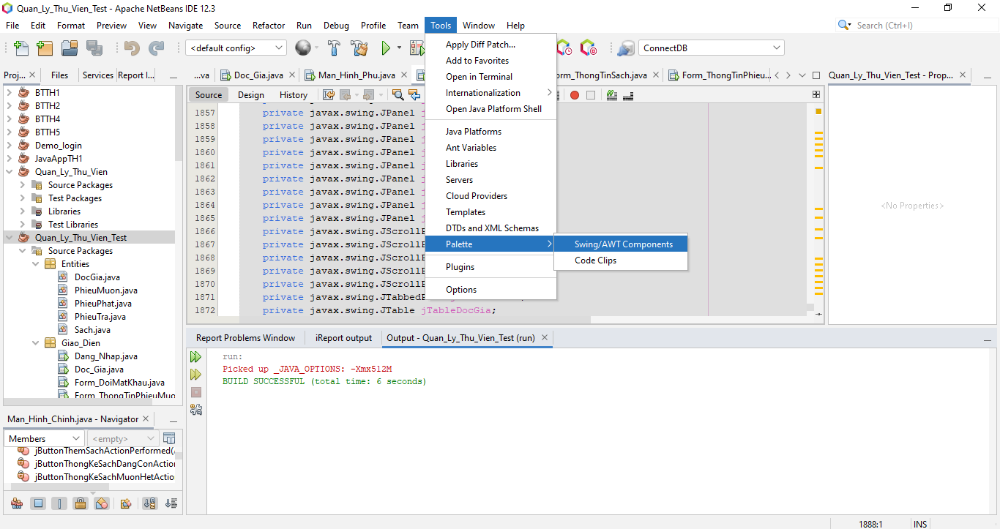 Quan_Ly_Thu_Vien_Test - Apache NetBeans IDE 12.3
File Edit Format Preview View Navigate Source Refactor Run Debug Profile Team Tools Window Help
Search (Ctrl+I)
<default config>
ConnectDB
Proj...
Files
Services
Report I...
...va
Doc_Gia.java
Man_Hinh_Phu.java
orm_ThongTinSach.java
Form_ThongTinPhieu...
Quan_Ly_Thu_Vien_Test - Prop...
Source
Design
History
BTTH1
BTTH2
BTTH4
BTTH5
Demo_login
JavaAppTH1
Quan_Ly_Thu_Vien
Source Packages
Test Packages
Libraries
Test Libraries
Quan_Ly_Thu_Vien_Test
Source Packages
Entities
DocGia.java
PhieuMuon.java
PhieuPhat.java
PhieuTra.java
Sach.java
Giao_Dien
Dang_Nhap.java
Doc_Gia.java
Form_DoiMatKhau.java
Form_ThongTinPhieuMuo
1857 private javax.swing.JPanel j
1858 private javax.swing.JPanel j
1859 private javax.swing.JPanel j
1860 private javax.swing.JPanel j
1861 private javax.swing.JPanel j
1862 private javax.swing.JPanel j
1863 private javax.swing.JPanel j
1864 private javax.swing.JPanel j
1865 private javax.swing.JPanel j
1866 private javax.swing.JScrollP
1867 private javax.swing.JScrollP
1868 private javax.swing.JScrollP
1869 private javax.swing.JScrollP
1870 private javax.swing.JScrollP
1871 private javax.swing.JTabbedP
1872 private javax.swing.JTable jTableDocGia;
Apply Diff Patch...
Add to Favorites
Open in Terminal
Internationalization
Open Java Platform Shell
Java Platforms
Ant Variables
Libraries
Servers
Cloud Providers
Templates
DTDs and XML Schemas
Palette
Plugins
Options
Swing/AWT Components
Code Clips
<No Properties>
Report Problems Window
iReport output
Output - Quan_Ly_Thu_Vien_Test (run)
run:
Picked up _JAVA_OPTIONS: -Xmx512M
BUILD SUCCESSFUL (total time: 6 seconds)
Man_Hinh_Chinh.java - Navigator
Members
<empty>
jButtonThemSachActionPerformed(
jButtonThongKeSachDangConActio
jButtonThongKeSachMuonHetActio
1888:1
INS